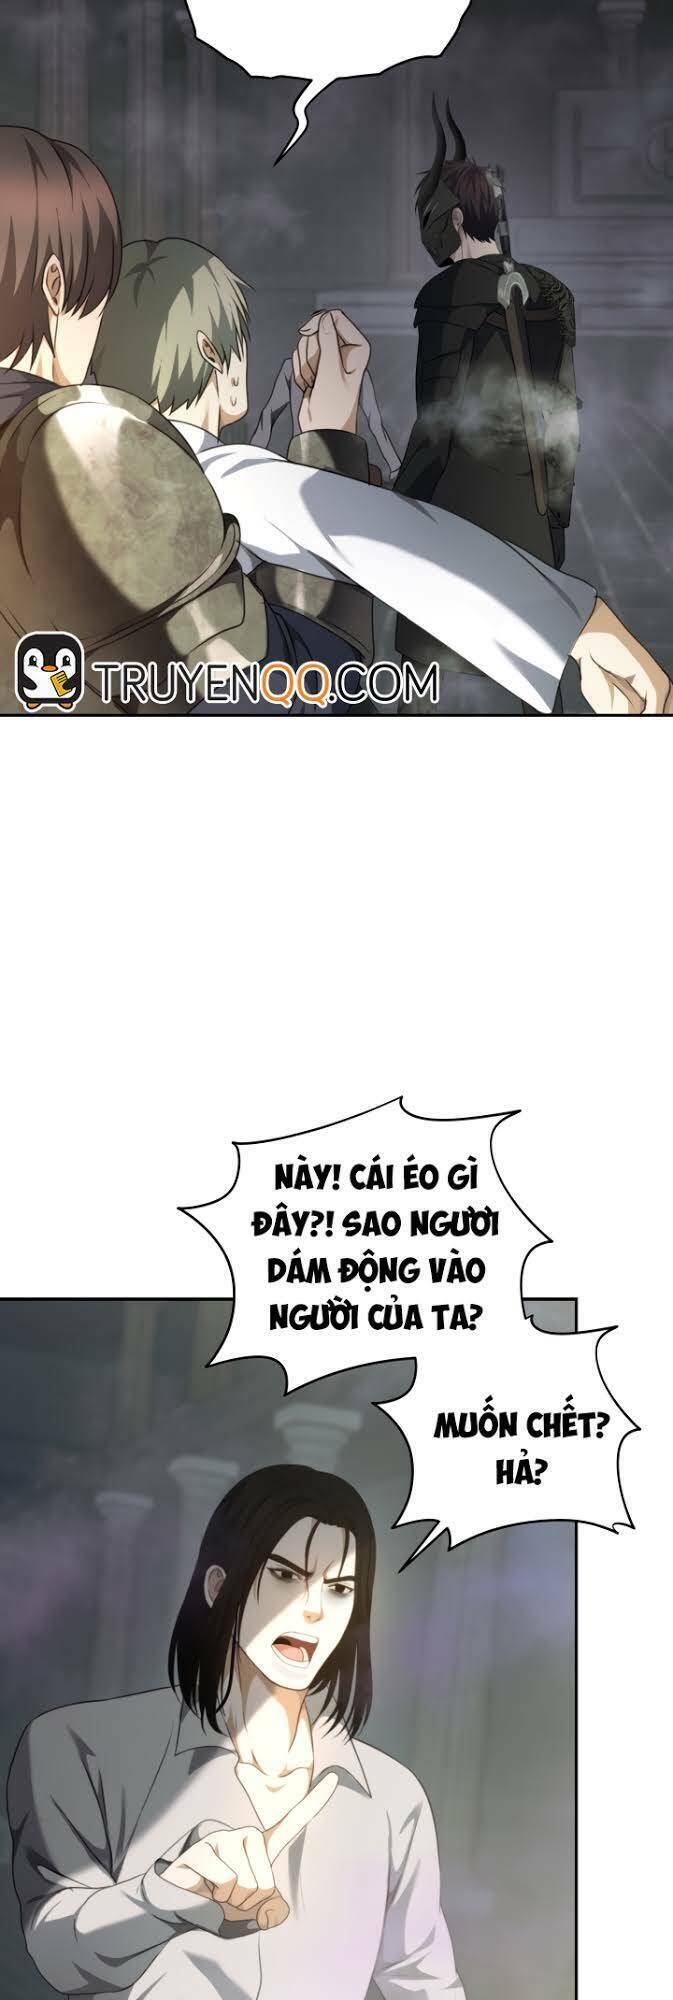 TRUYENQQ.COM
NÀY! CÁI ÉO GÌ
ĐÂY?! SAO NGƯƠI
DÁM ĐỘNG VÀO
NGƯỜI CỦA TA?
MUỐN CHẾT?
HẢ?